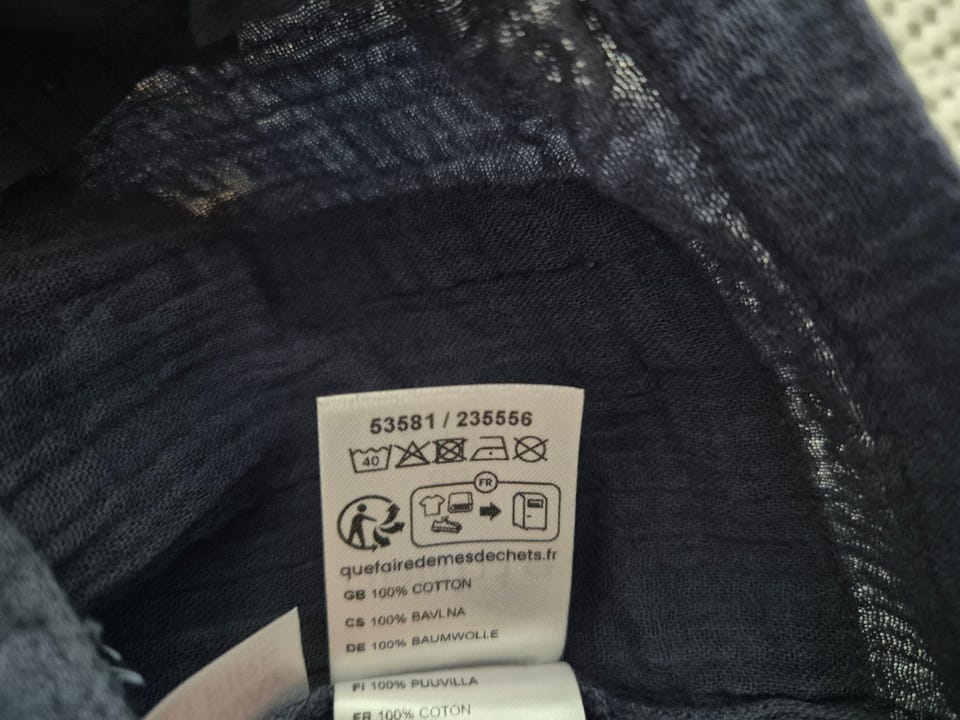 53581 / 235556
40
FR
quefairedemesdechets.fr
GB 100% COTTON
CS 100% BAVLNA
DE 100% BAUMWOLLE
FI 100% PUUVILLA
FR 100% COTON